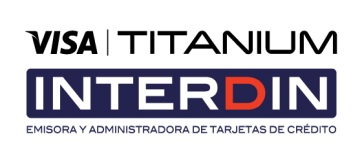 VISA | TITANIUM
INTERDIN
EMISORA Y ADMINISTRADORA DE TARJETAS DE CRÉDITO